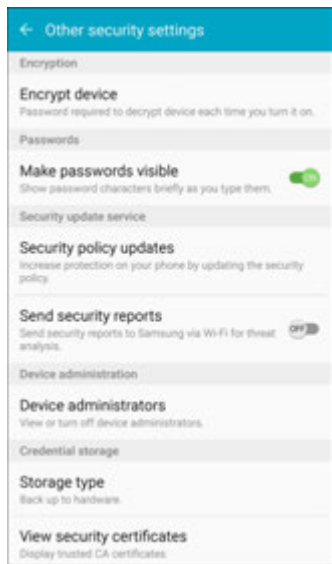 Other security settings
Encryption
Encrypt device
Password required to decrypt device each time you turn it on.
Passwords
Make passwords visible
Show password characters briefly as you type them.
ON
Security update service
Security policy updates
Increase protection on your phone by updating the security
policy.
Send security reports
Send security reports to Samsung via Wi-Fi for threat
analysis.
OFF
Device administration
Device administrators
View or turn off device administrators.
Credential storage
Storage type
Back up to hardware.
View security certificates
Display trusted CA certificates.